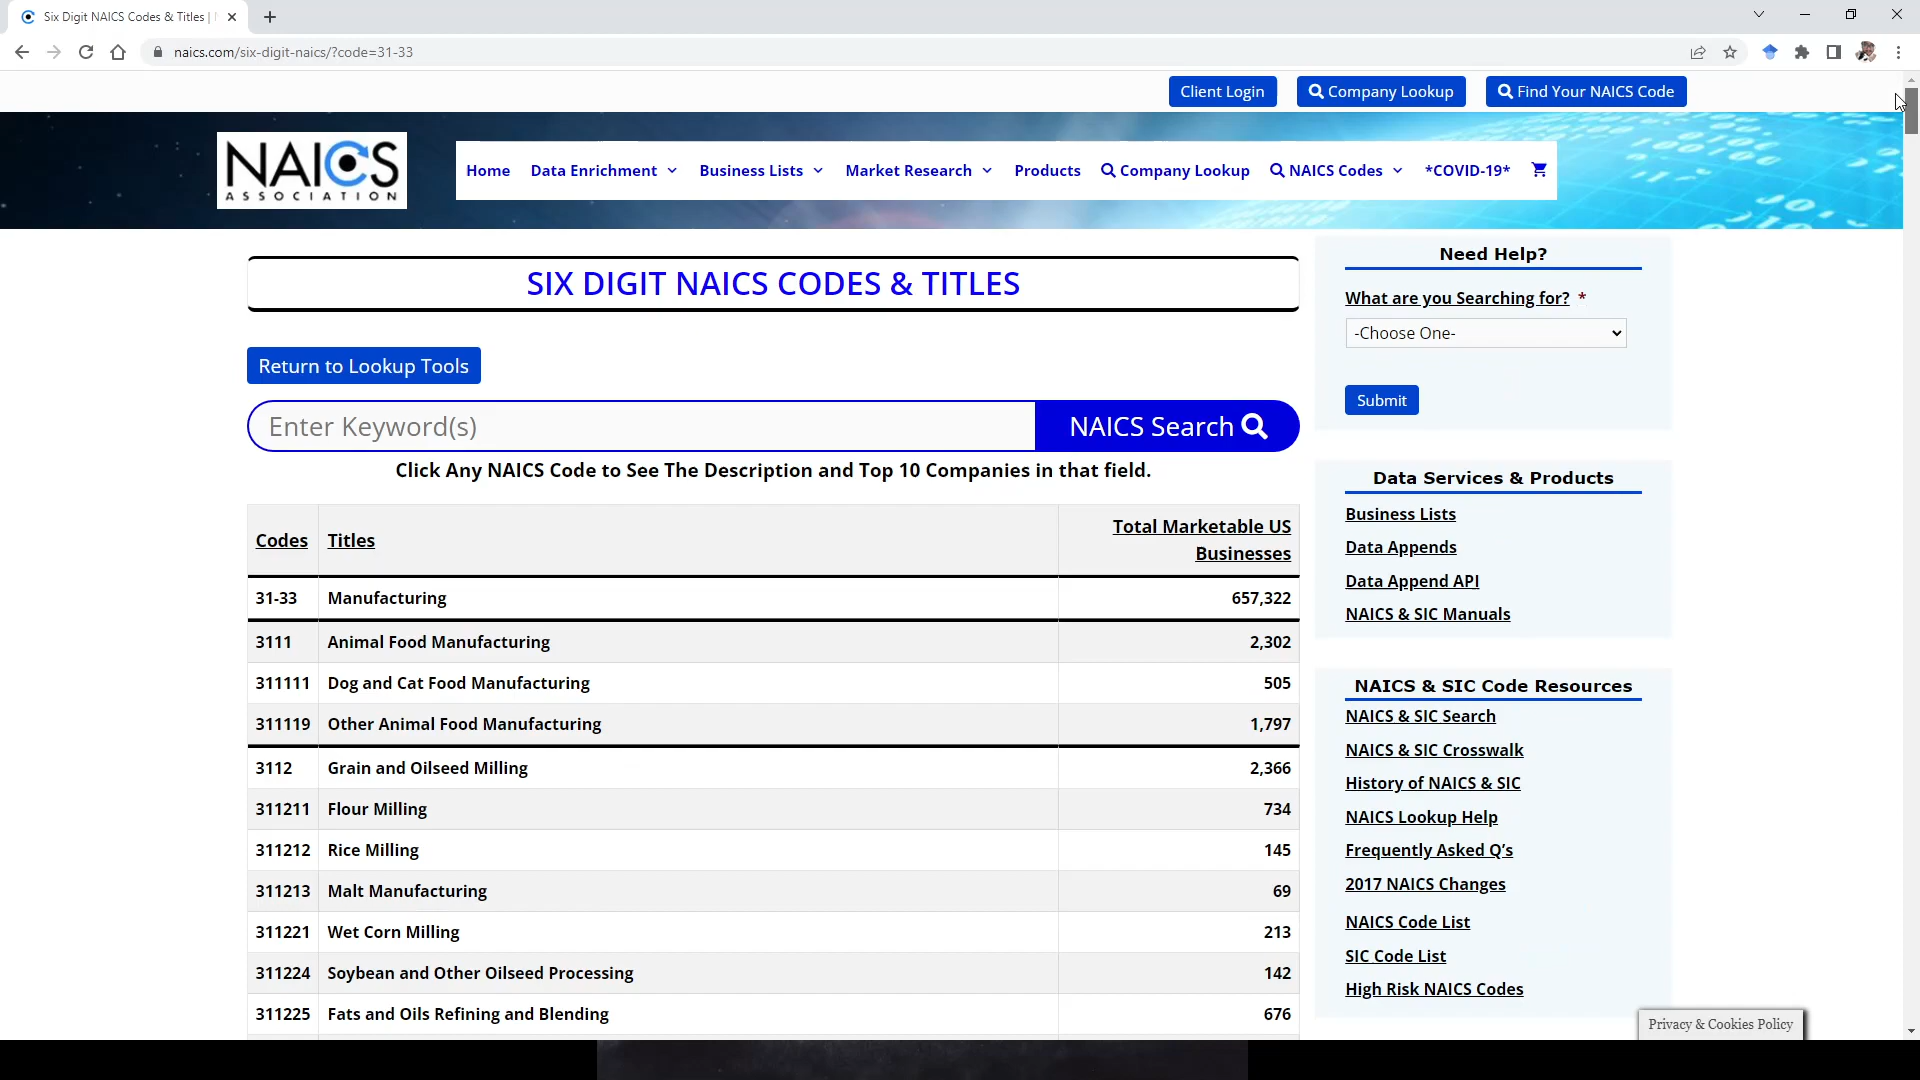 Six Digit NAICS Codes & Titles |
naics.com/six-digit-naics/?code=31-33
Client Login
Company Lookup
Find Your NAICS Code
NAICS
ASSOCIATION
Home
Data Enrichment
Business Lists
Market Research
Products
Company Lookup
NAICS Codes
*COVID-19*
SIX DIGIT NAICS CODES & TITLES
Return to Lookup Tools
Enter Keyword(s)
NAICS Search
Click Any NAICS Code to See The Description and Top 10 Companies in that field.
Codes Titles Total Marketable US
Businesses
31-33 Manufacturing 657,322
3111 Animal Food Manufacturing 2,302
311111 Dog and Cat Food Manufacturing 505
311119 Other Animal Food Manufacturing 1,797
3112 Grain and Oilseed Milling 2,366
311211 Flour Milling 734
311212 Rice Milling 145
311213 Malt Manufacturing 69
311221 Wet Corn Milling 213
311224 Soybean and Other Oilseed Processing 142
311225 Fats and Oils Refining and Blending 676
Need Help?
What are you Searching for? *
-Choose One-
Submit
Data Services & Products
Business Lists
Data Appends
Data Append API
NAICS & SIC Manuals
NAICS & SIC Code Resources
NAICS & SIC Search
NAICS & SIC Crosswalk
History of NAICS & SIC
NAICS Lookup Help
Frequently Asked Q’s
2017 NAICS Changes
NAICS Code List
SIC Code List
High Risk NAICS Codes
Privacy & Cookies Policy